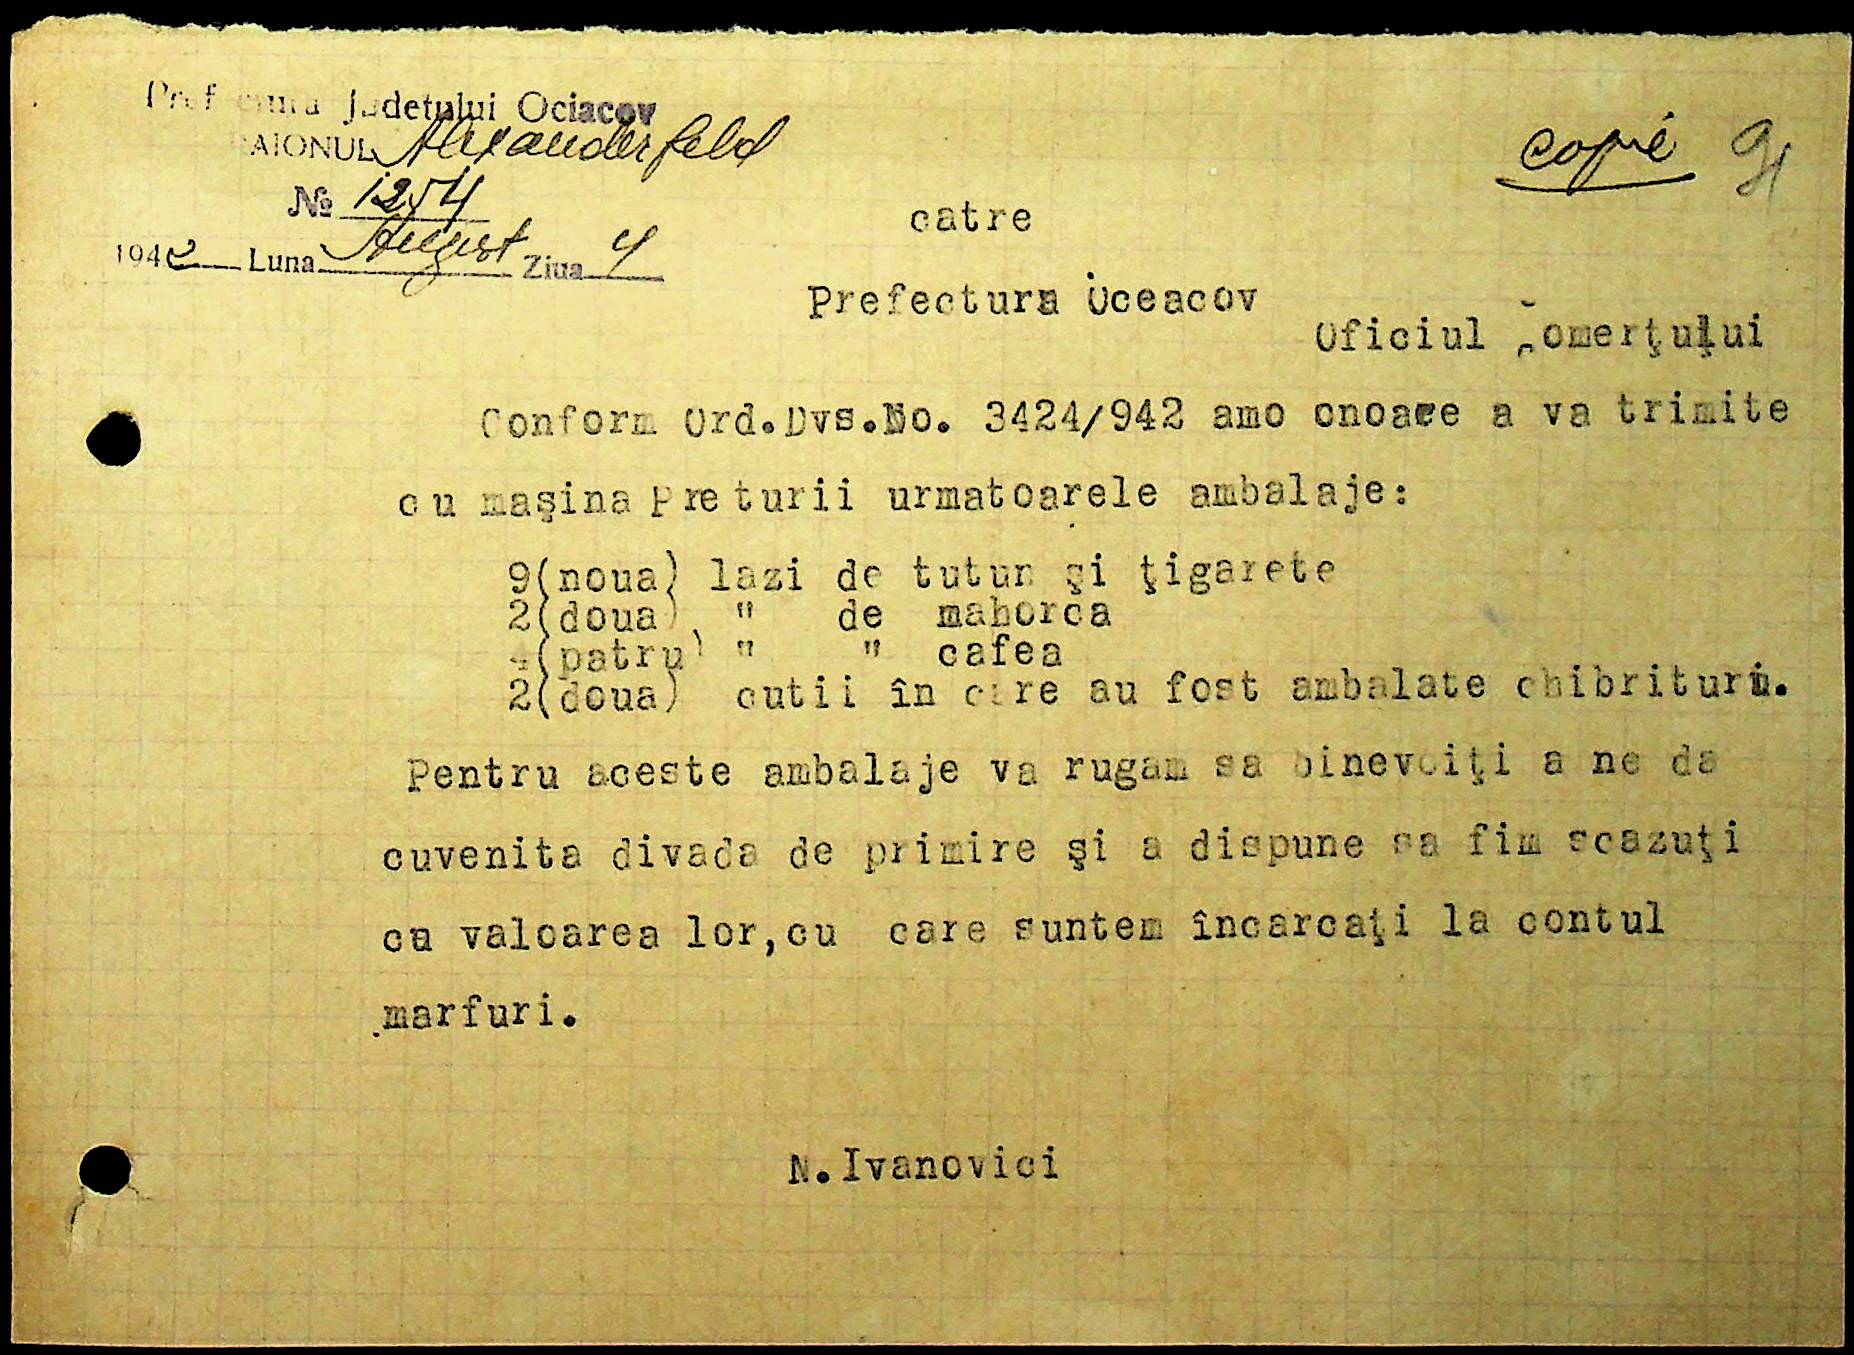 Prefectura Judetului Ociacov
RAIONUL Alexanderfeld
№ 1254
1942 Luna August Ziua 4
copie 91
catre
Prefectura Oceacov
Oficiul Comerţului
Conform Ord.Dvs.No. 3424/942 amo onoare a va trimite
cu maşina Preturii urmatoarele ambalaje:
9(noua) lazi de tutun şi ţigarete
2(doua) " de mahorca
4(patru) " " cafea
2(doua) cutii în care au fost ambalate chibrituri.
Pentru aceste ambalaje va rugam sa binevoiţi a ne da
cuvenita divada de primire şi a dispune sa fim scazuţi
cu valoarea lor,cu care suntem încarcaţi la contul
marfuri.
N.Ivanovici